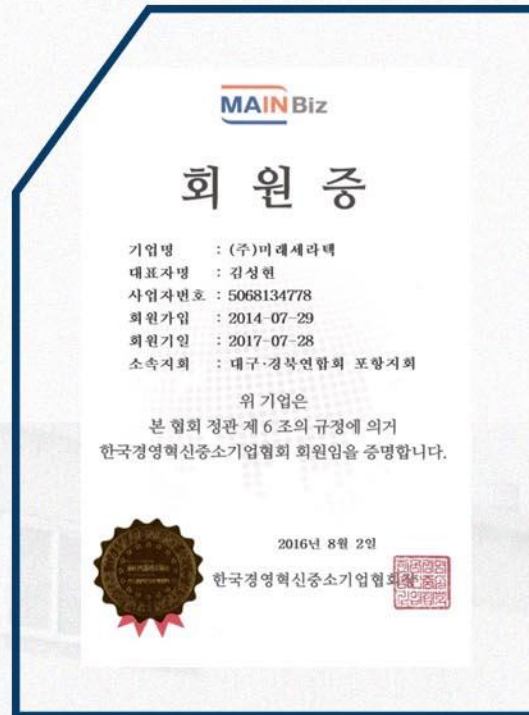 MAINBiz
회 원 증
기업명 : (주)미래세라텍
대표자명 : 김성현
사업자번호 : 5068134778
회원가입 : 2014-07-29
회원기일 : 2017-07-28
소속지회 : 대구·경북연합회 포항지회
위 기업은
본 협회 정관 제 6 조의 규정에 의거
한국경영혁신중소기업협회 회원임을 증명합니다.
2016년 8월 2일
한국경영혁신중소기업협회장